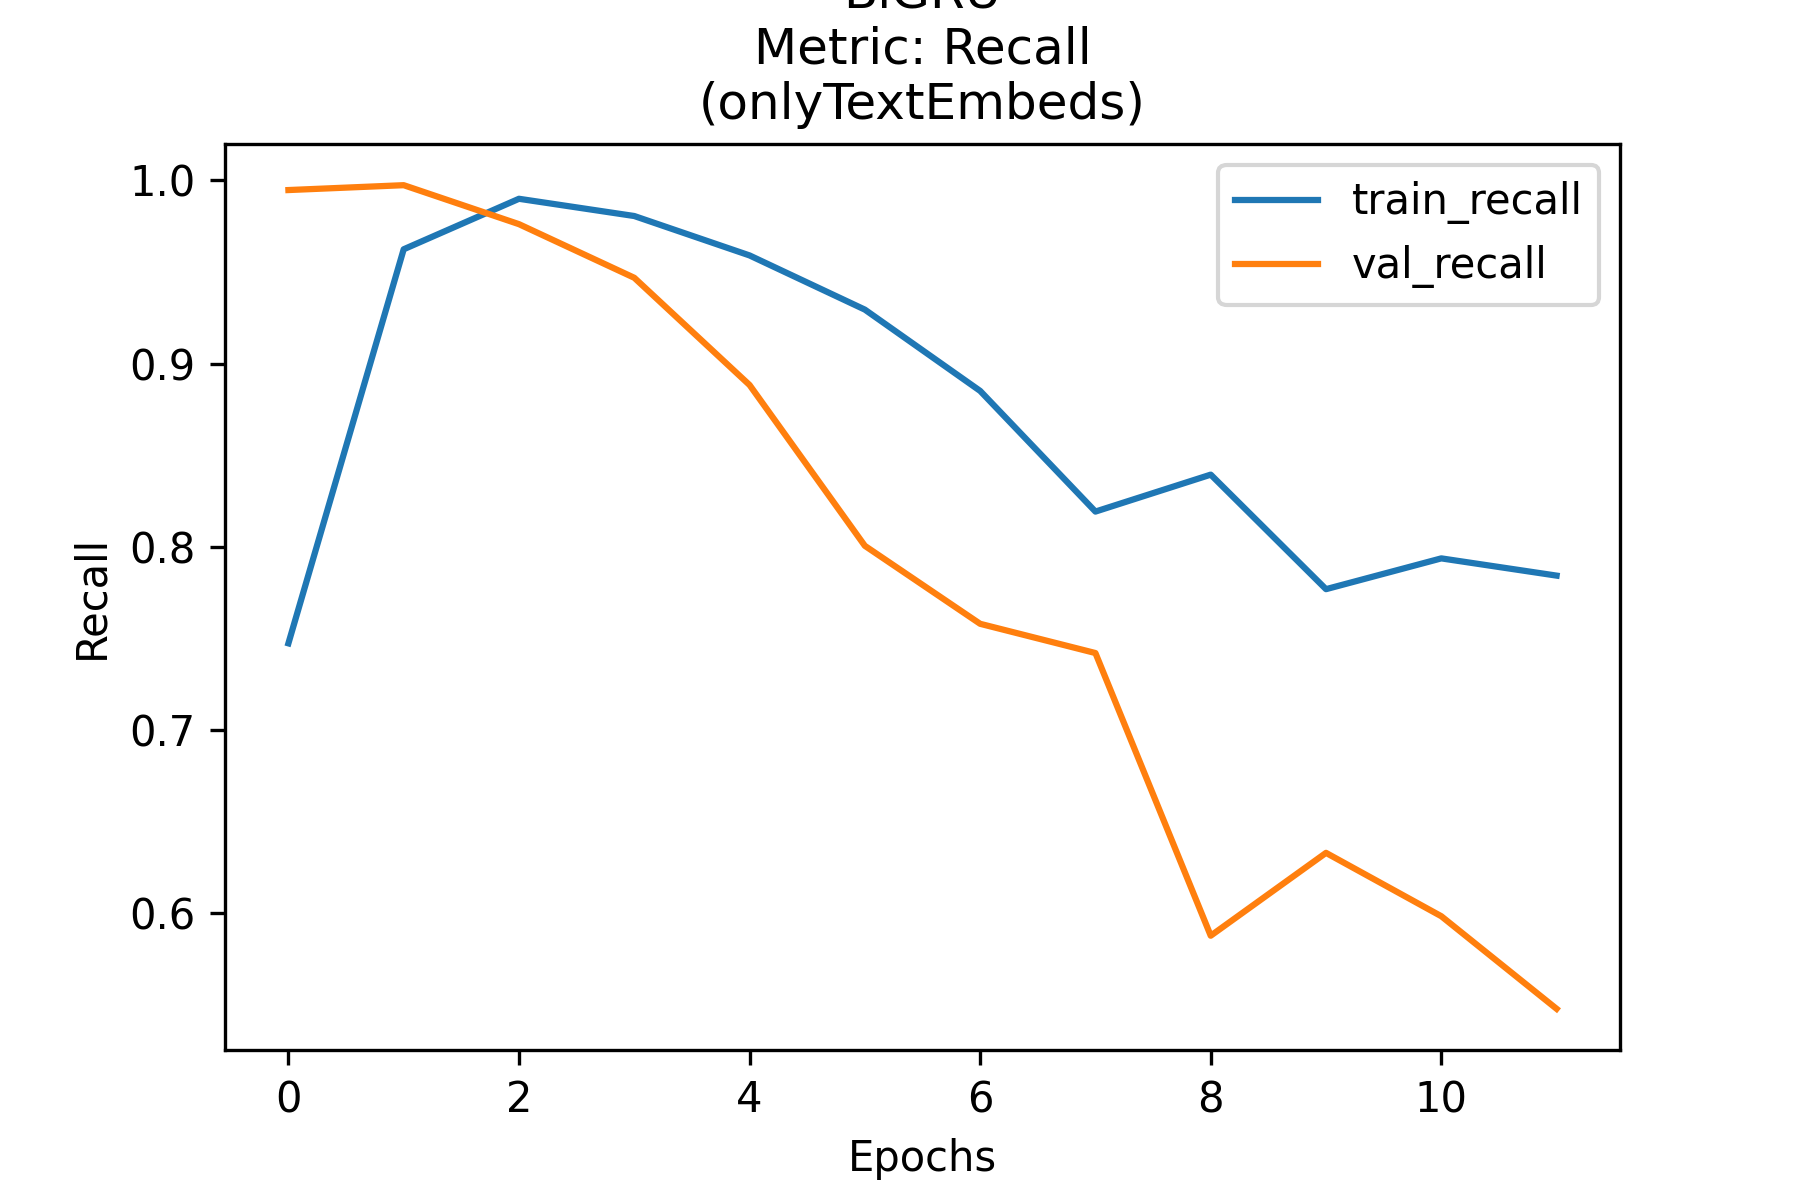 BiGRU
Metric: Recall
(onlyTextEmbeds)
1.0
0.9
0.8
0.7
0.6
Recall
train_recall
val_recall
0 2 4 6 8 10
Epochs